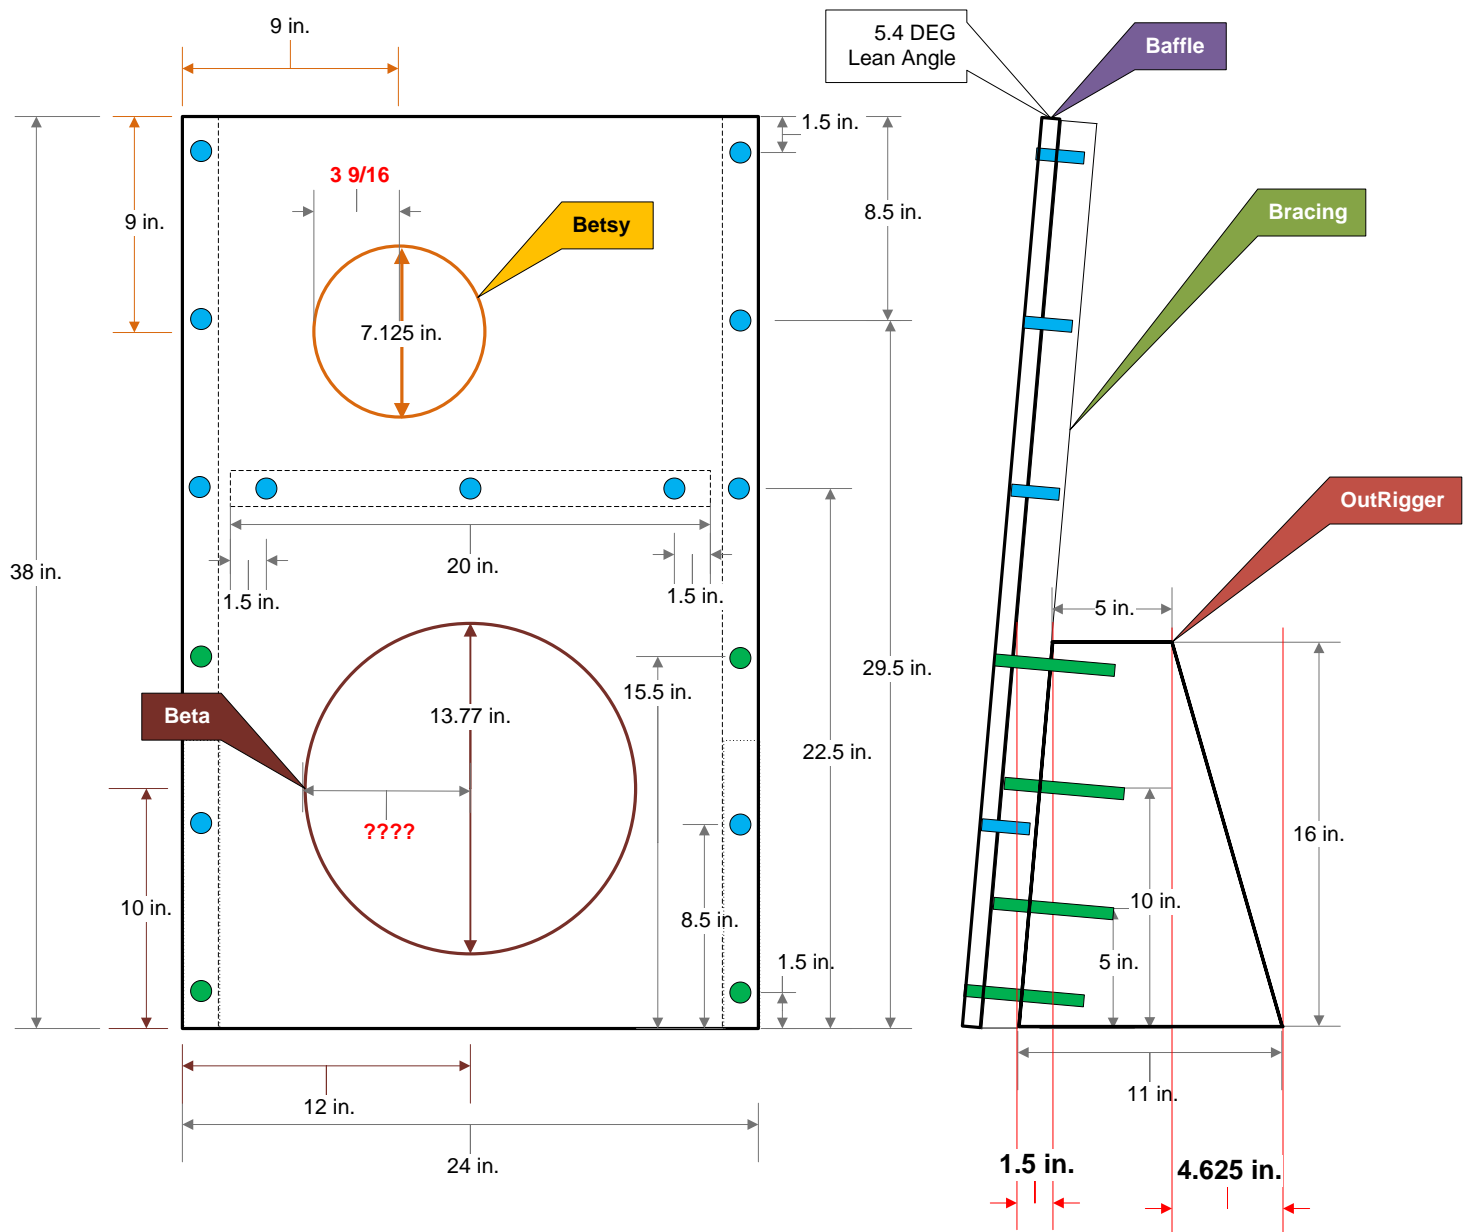 9 in.
5.4 DEG
Lean Angle
Baffle
1.5 in.
3 9/16
9 in.
Betsy
8.5 in.
Bracing
7.125 in.
OutRigger
38 in.
20 in.
1.5 in.
1.5 in.
5 in.
29.5 in.
15.5 in.
Beta
13.77 in.
22.5 in.
????
16 in.
10 in.
8.5 in.
10 in.
1.5 in.
5 in.
12 in.
11 in.
24 in.
1.5 in.
4.625 in.